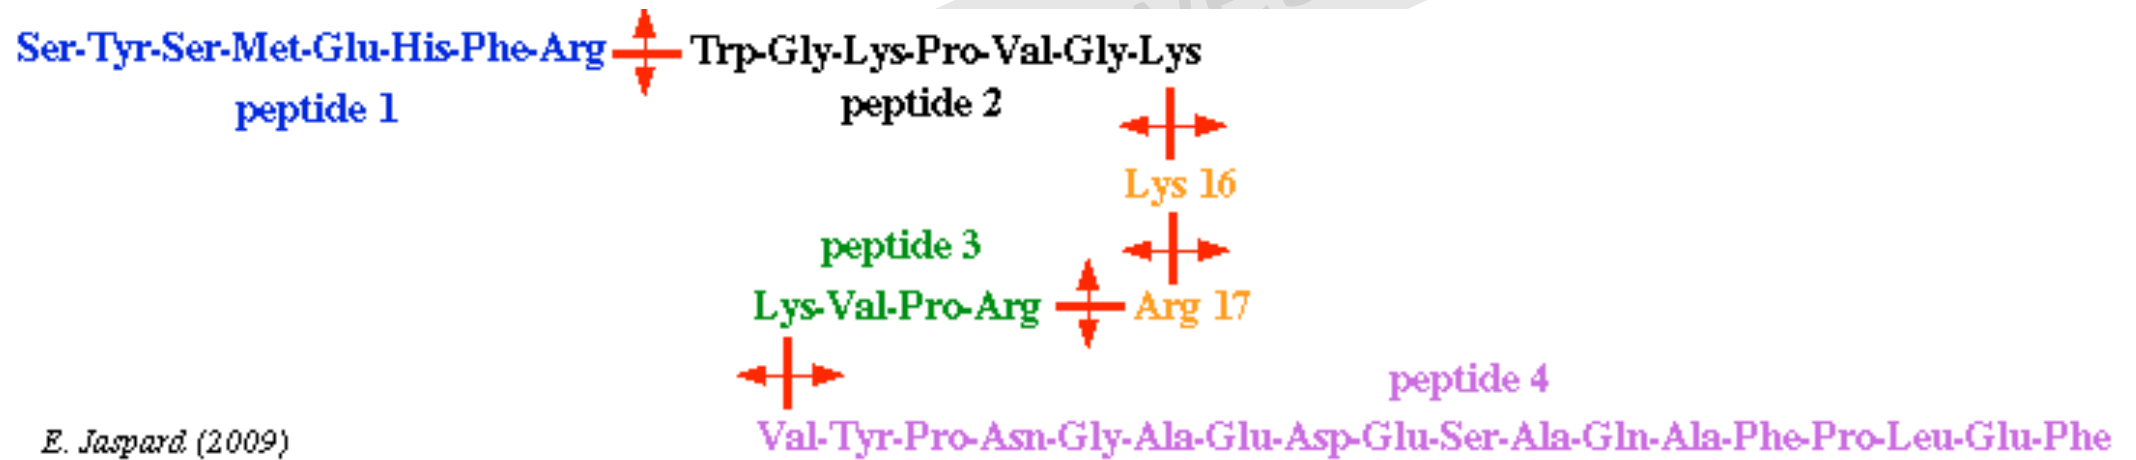 Ser-Tyr-Ser-Met-Glu-His-Phe-Arg Trp-Gly-Lys-Pro-Val-Gly-Lys
peptide 1 peptide 2
Lys 16
peptide 3
Lys-Val-Pro-Arg Arg 17
peptide 4
Val-Tyr-Pro-Asn-Gly-Ala-Glu-Asp-Glu-Ser-Ala-Gln-Ala-Phe-Pro-Leu-Glu-Phe
E. Jaspard (2009)